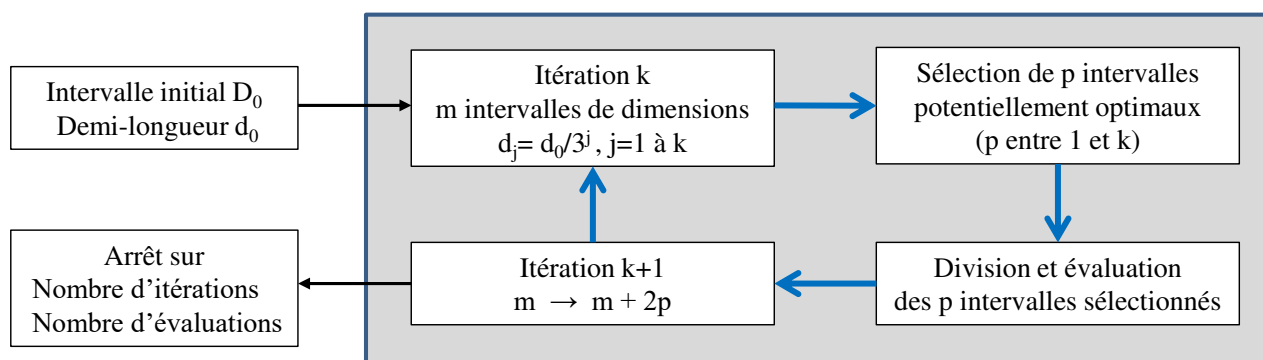 Intervalle initial D₀
Demi-longueur d₀
Itération k
m intervalles de dimensions
dⱼ= d₀/3ʲ , j=1 à k
Sélection de p intervalles
potentiellement optimaux
(p entre 1 et k)
Arrêt sur
Nombre d’itérations
Nombre d’évaluations
Itération k+1
m → m + 2p
Division et évaluation
des p intervalles sélectionnés